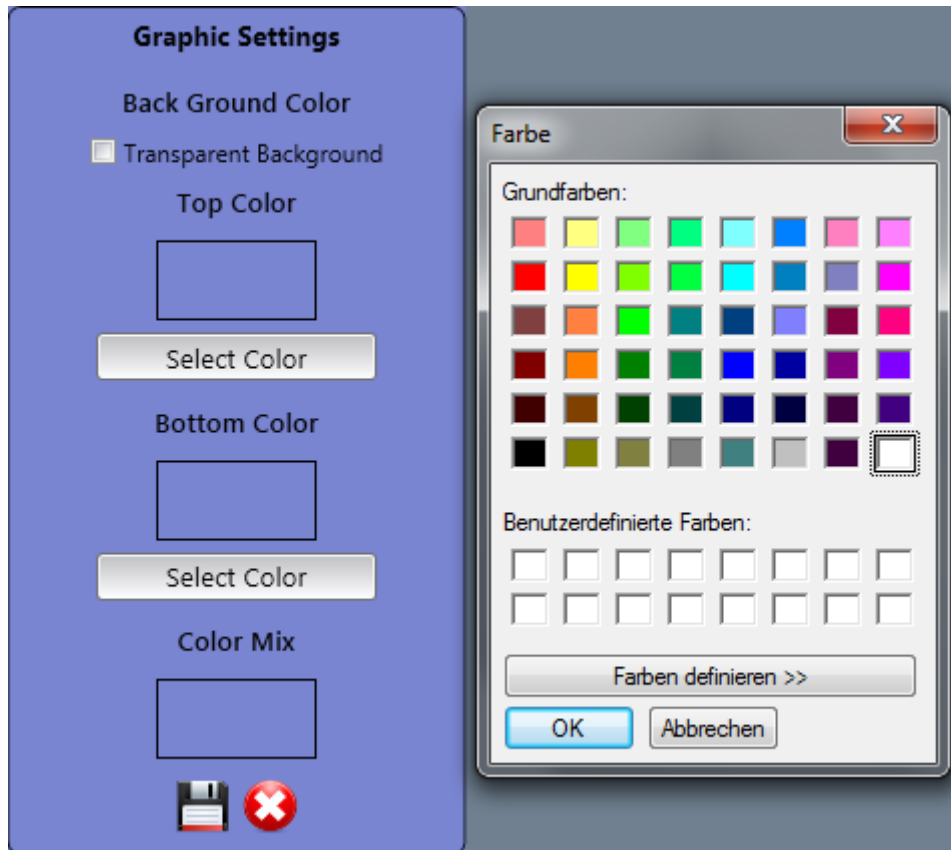 Graphic Settings
Back Ground Color
Transparent Background
Top Color
Select Color
Bottom Color
Select Color
Color Mix
Farbe
Grundfarben:
Benutzerdefinierte Farben:
Farben definieren >>
OK
Abbrechen